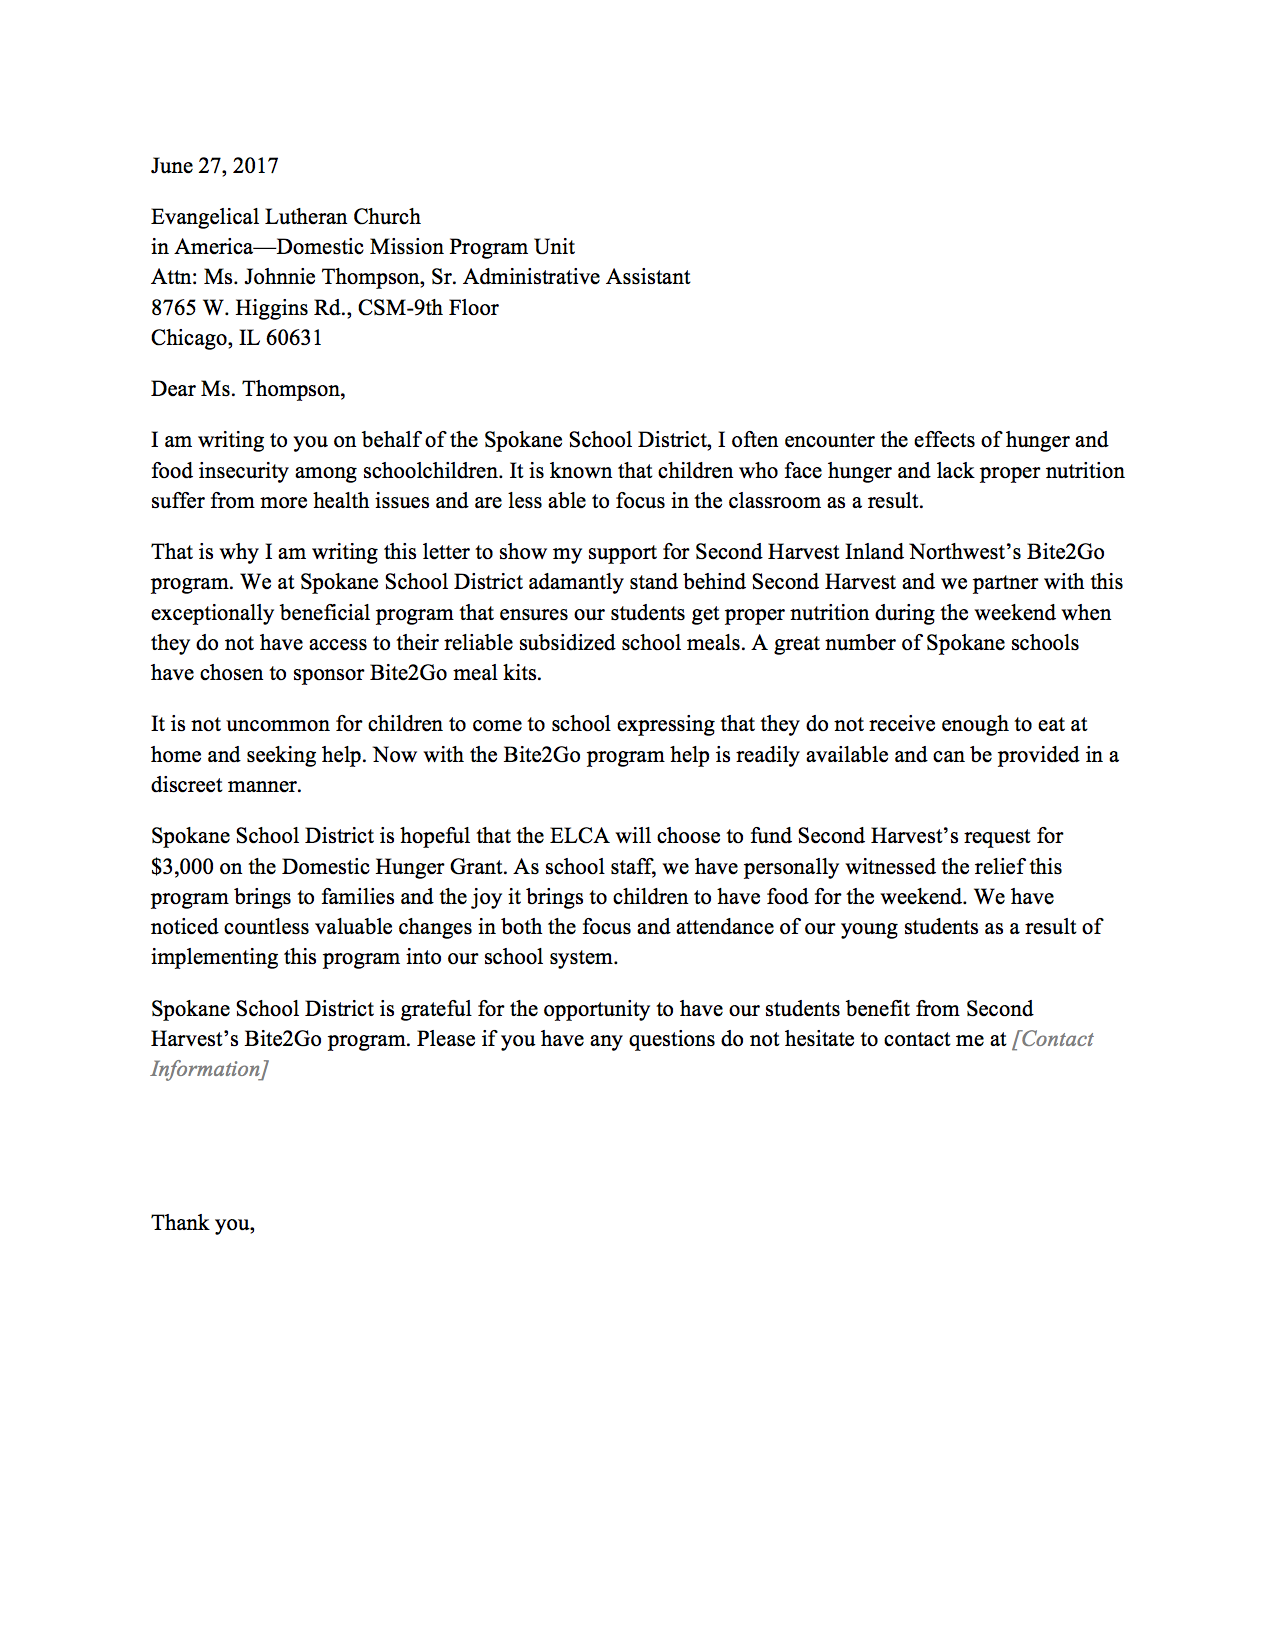 June 27, 2017
Evangelical Lutheran Church
in America—Domestic Mission Program Unit
Attn: Ms. Johnnie Thompson, Sr. Administrative Assistant
8765 W. Higgins Rd., CSM-9th Floor
Chicago, IL 60631
Dear Ms. Thompson,
I am writing to you on behalf of the Spokane School District, I often encounter the effects of hunger and
food insecurity among schoolchildren. It is known that children who face hunger and lack proper nutrition
suffer from more health issues and are less able to focus in the classroom as a result.
That is why I am writing this letter to show my support for Second Harvest Inland Northwest’s Bite2Go
program. We at Spokane School District adamantly stand behind Second Harvest and we partner with this
exceptionally beneficial program that ensures our students get proper nutrition during the weekend when
they do not have access to their reliable subsidized school meals. A great number of Spokane schools
have chosen to sponsor Bite2Go meal kits.
It is not uncommon for children to come to school expressing that they do not receive enough to eat at
home and seeking help. Now with the Bite2Go program help is readily available and can be provided in a
discreet manner.
Spokane School District is hopeful that the ELCA will choose to fund Second Harvest’s request for
$3,000 on the Domestic Hunger Grant. As school staff, we have personally witnessed the relief this
program brings to families and the joy it brings to children to have food for the weekend. We have
noticed countless valuable changes in both the focus and attendance of our young students as a result of
implementing this program into our school system.
Spokane School District is grateful for the opportunity to have our students benefit from Second
Harvest’s Bite2Go program. Please if you have any questions do not hesitate to contact me at [Contact
Information]
Thank you,